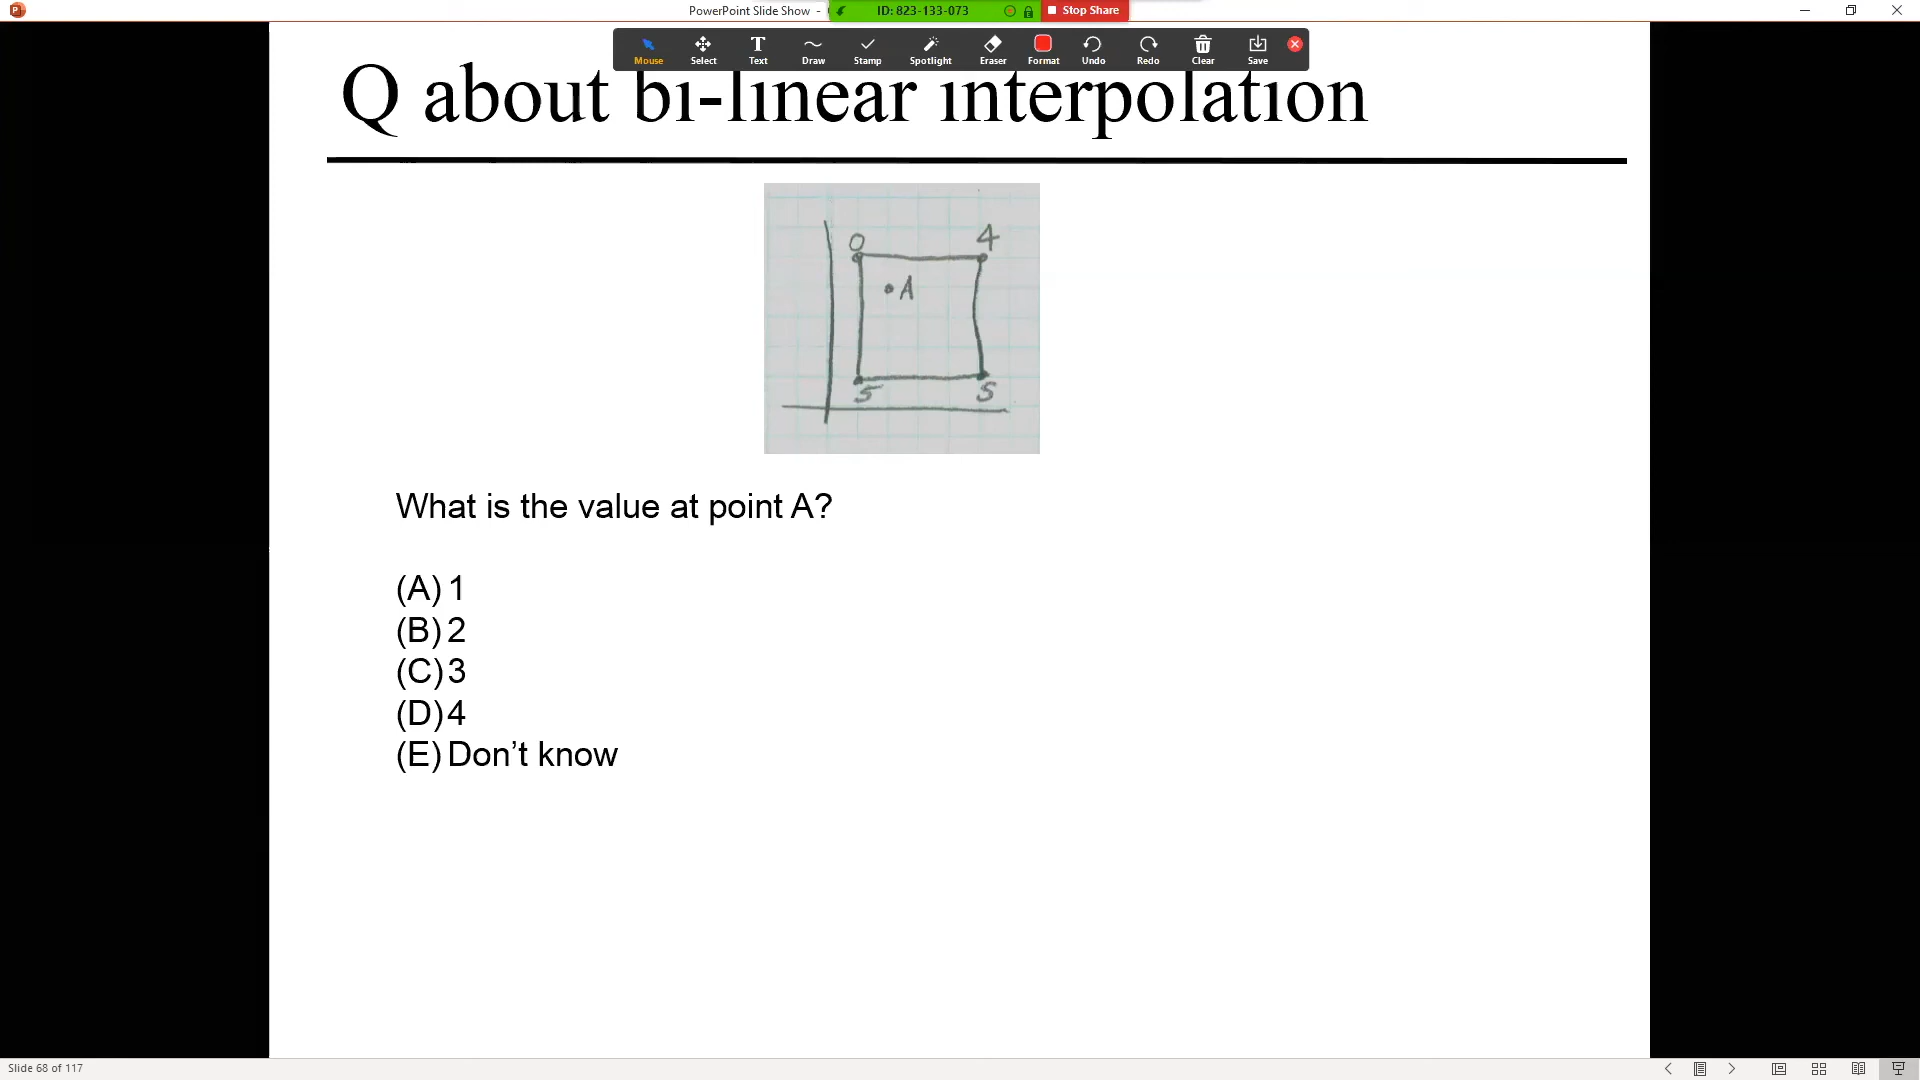 PowerPoint Slide Show -
ID: 823-133-073
Stop Share
Mouse
Select
Text
Draw
Stamp
Spotlight
Eraser
Format
Undo
Redo
Clear
Save
Q about bi-linear interpolation
0 4
A
5 5
What is the value at point A?
(A) 1
(B) 2
(C) 3
(D) 4
(E) Don’t know
Slide 68 of 117